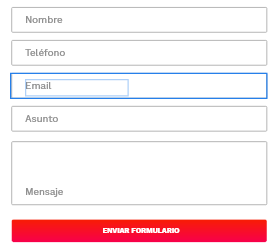 Nombre
Teléfono
Email
Asunto
Mensaje
ENVIAR FORMULARIO